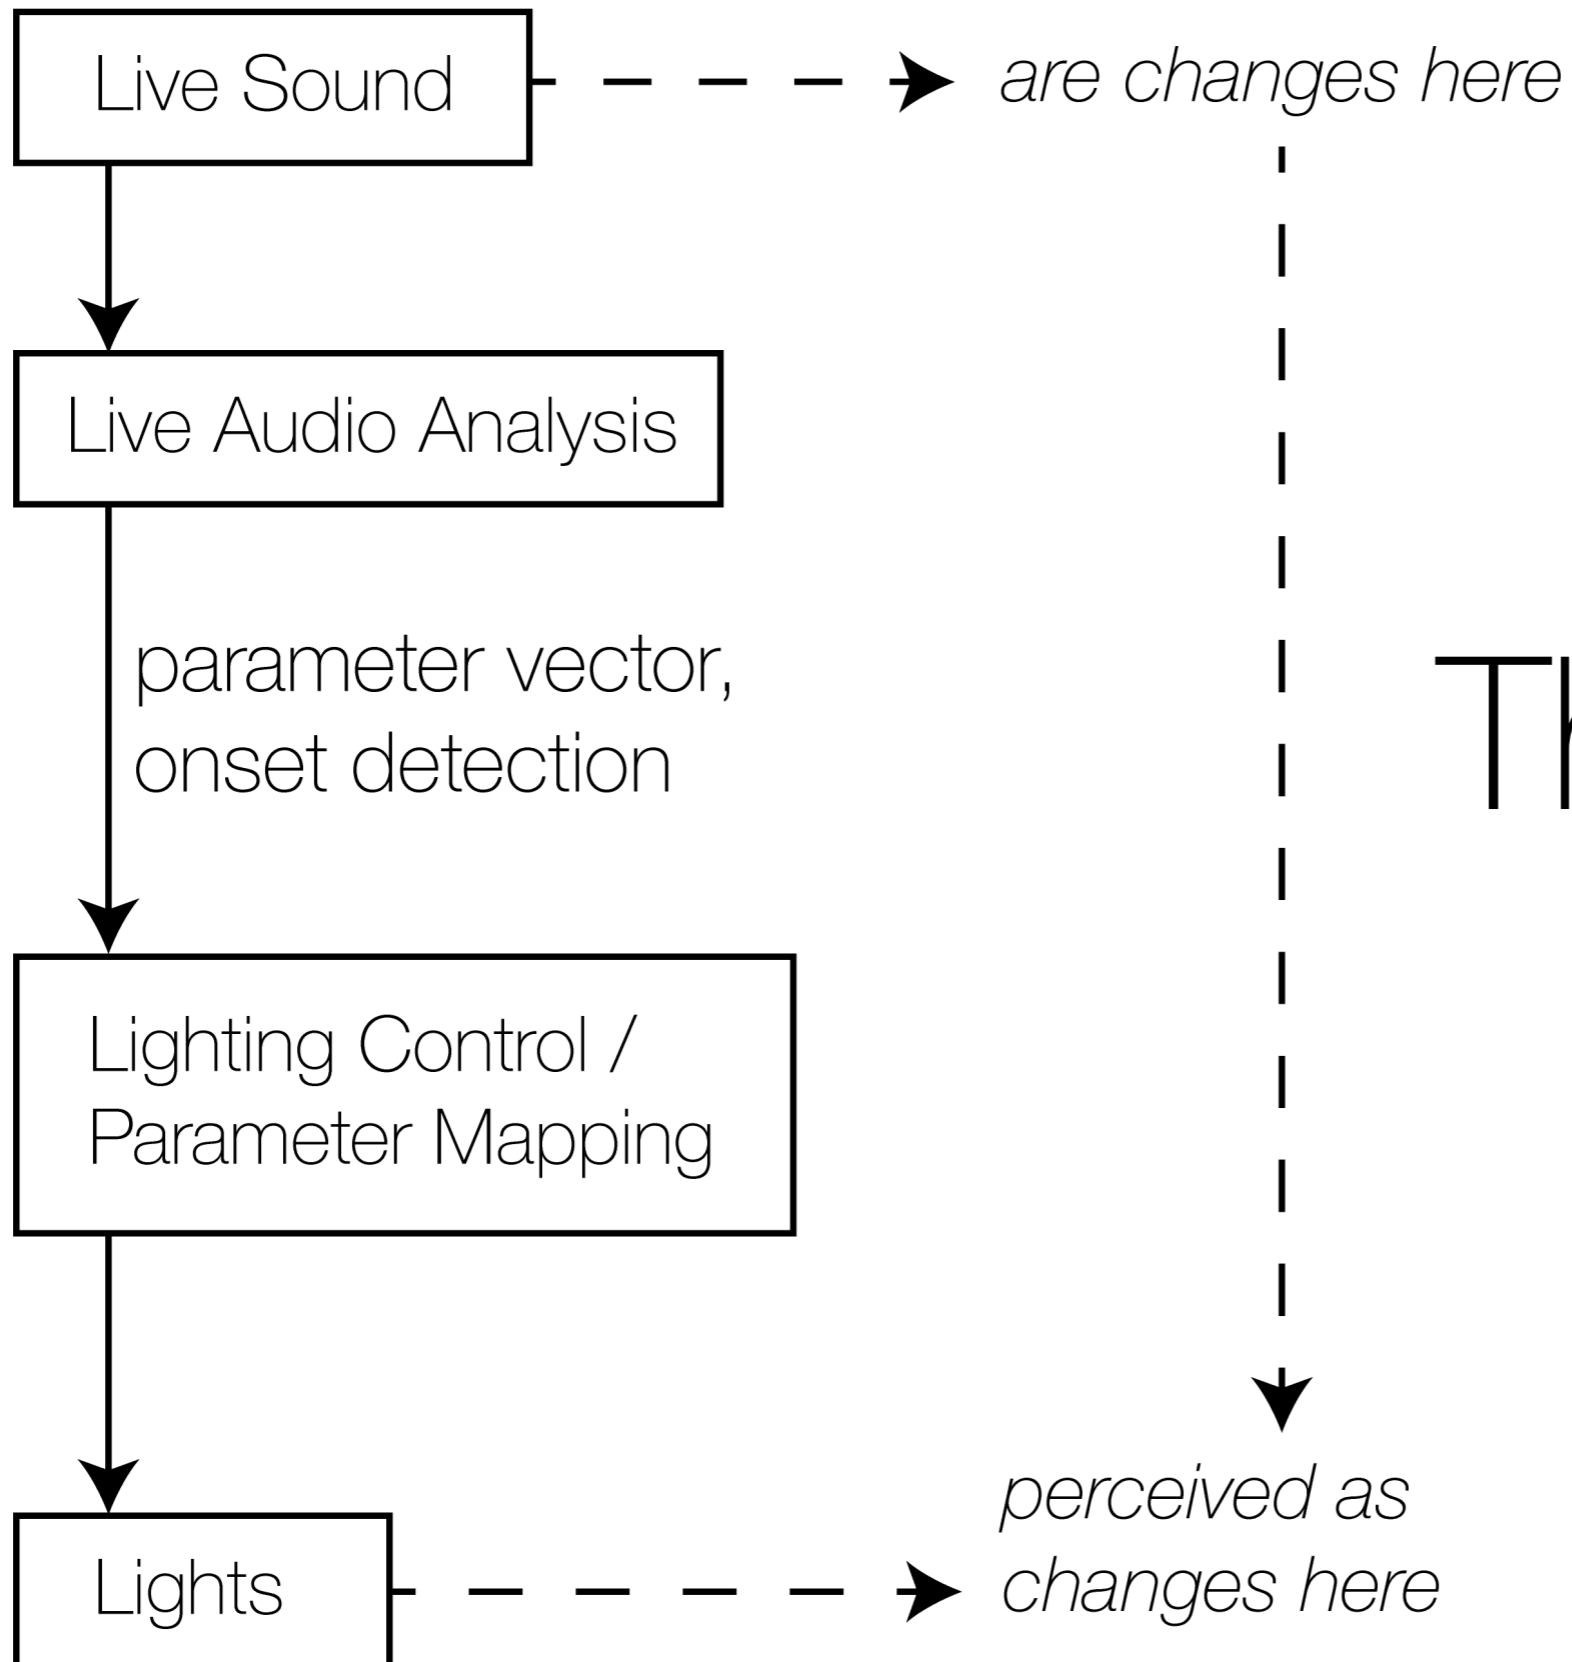 Live Sound
are changes here
Live Audio Analysis
parameter vector,
onset detection
Lighting Control /
Parameter Mapping
Lights
perceived as
changes here